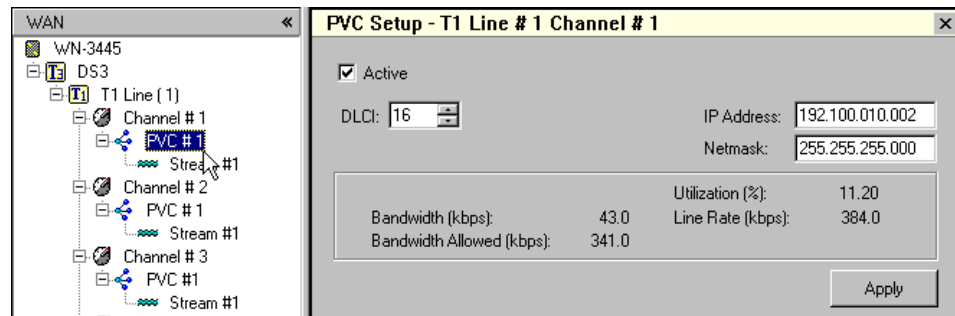 WAN «
WN-3445
T3 DS3
T1 T1 Line ( 1)
Channel # 1
PVC # 1
Stream #1
Channel # 2
PVC # 1
Stream #1
Channel # 3
PVC #1
Stream #1
PVC Setup - T1 Line # 1 Channel # 1
Active
DLCI: 16
IP Address: 192.100.010.002
Netmask: 255.255.255.000
Utilization (%): 11.20
Bandwidth (kbps): 43.0 Line Rate (kbps): 384.0
Bandwidth Allowed (kbps): 341.0
Apply